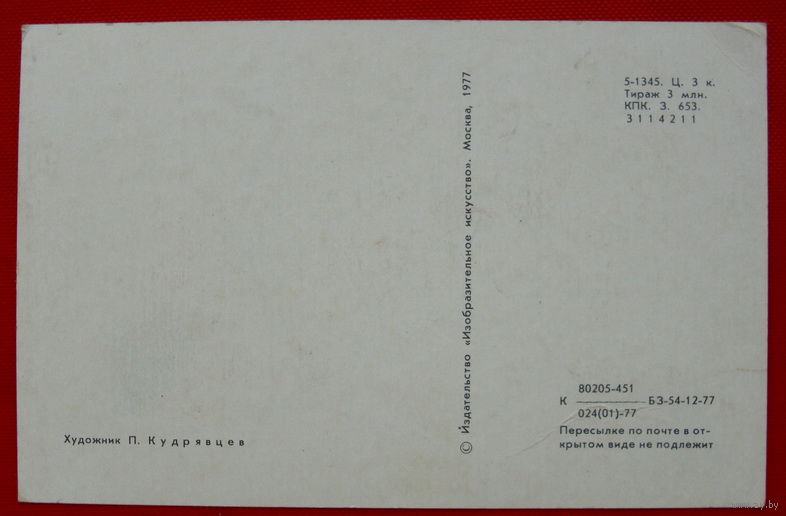 5-1345. Ц. 3 к.
Тираж 3 млн.
КПК. З. 653.
3114211
© Издательство «Изобразительное искусство». Москва, 1977
80205-451
К ———— БЗ-54-12-77
024(01)-77
Пересылке по почте в от-
крытом виде не подлежит
Художник П. Кудрявцев